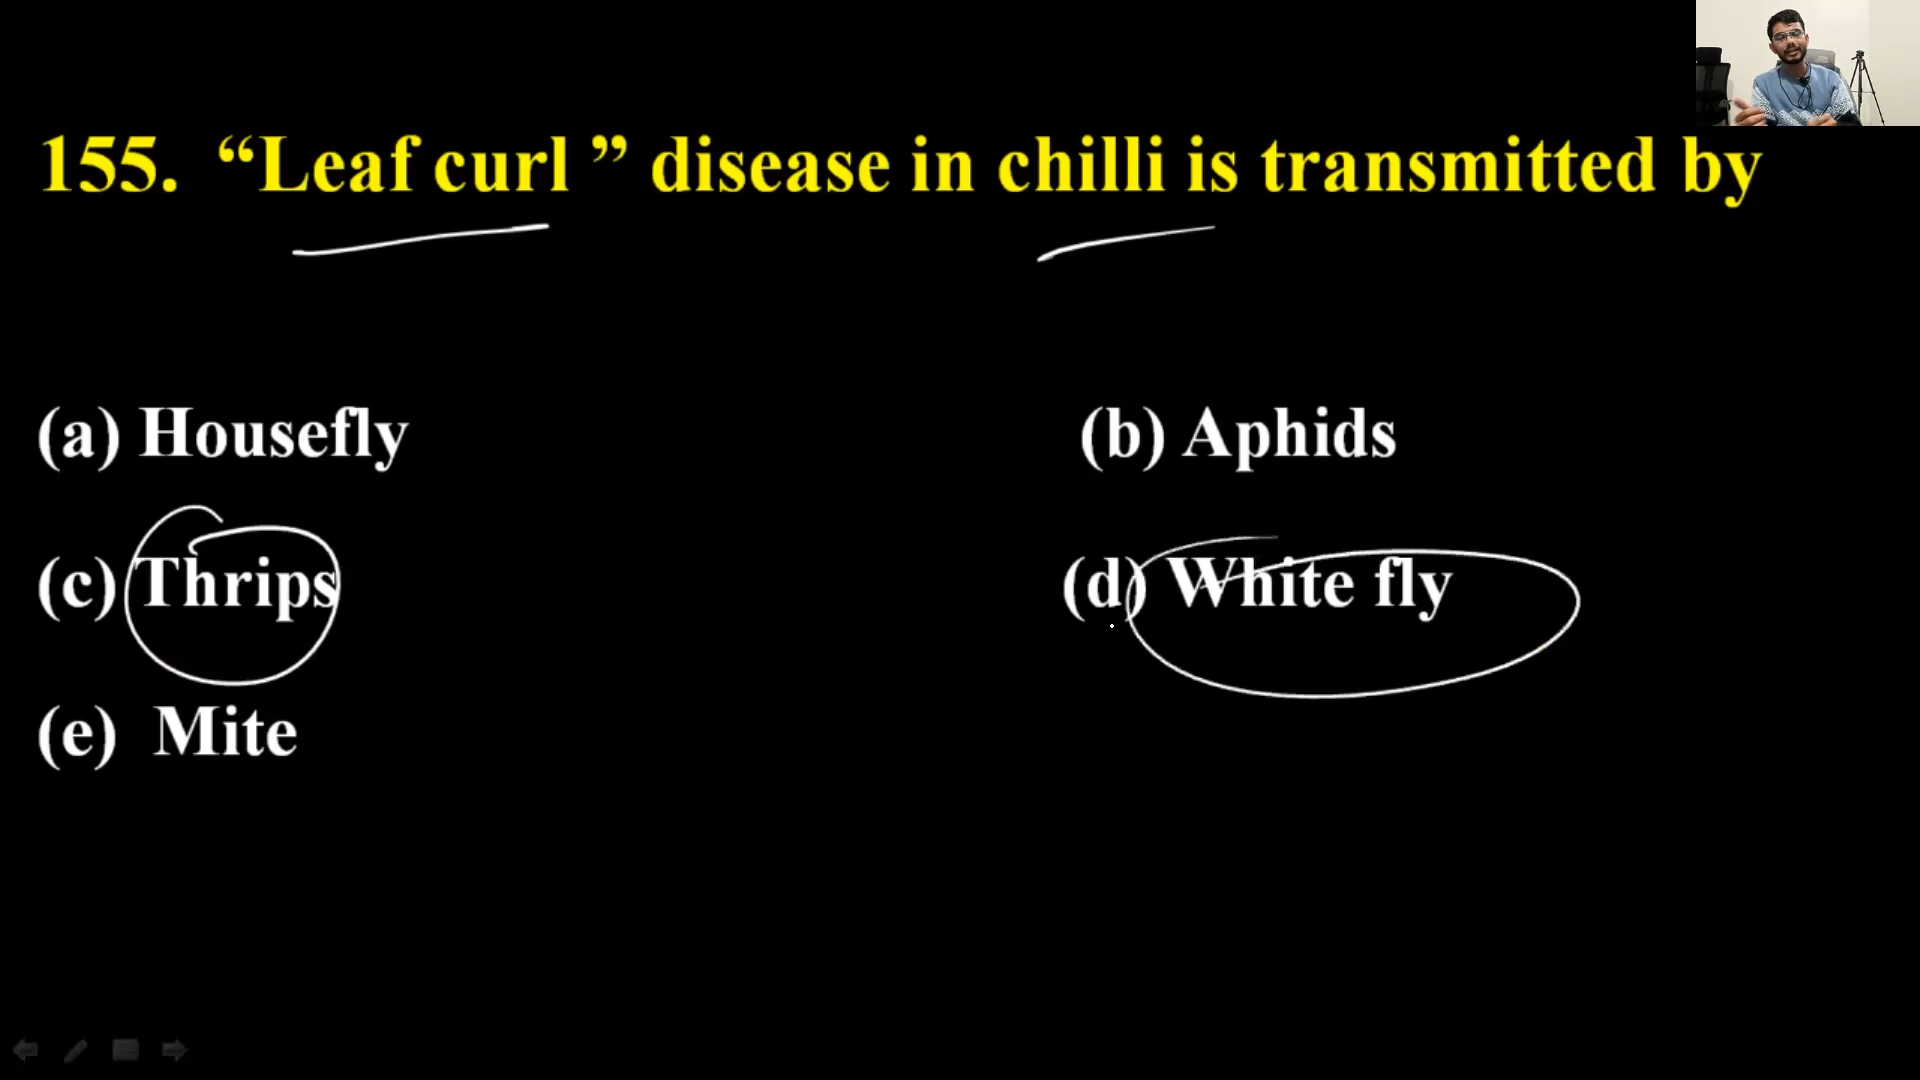 155. “Leaf curl ” disease in chilli is transmitted by
(a) Housefly
(b) Aphids
(c) Thrips
(d) White fly
(e) Mite